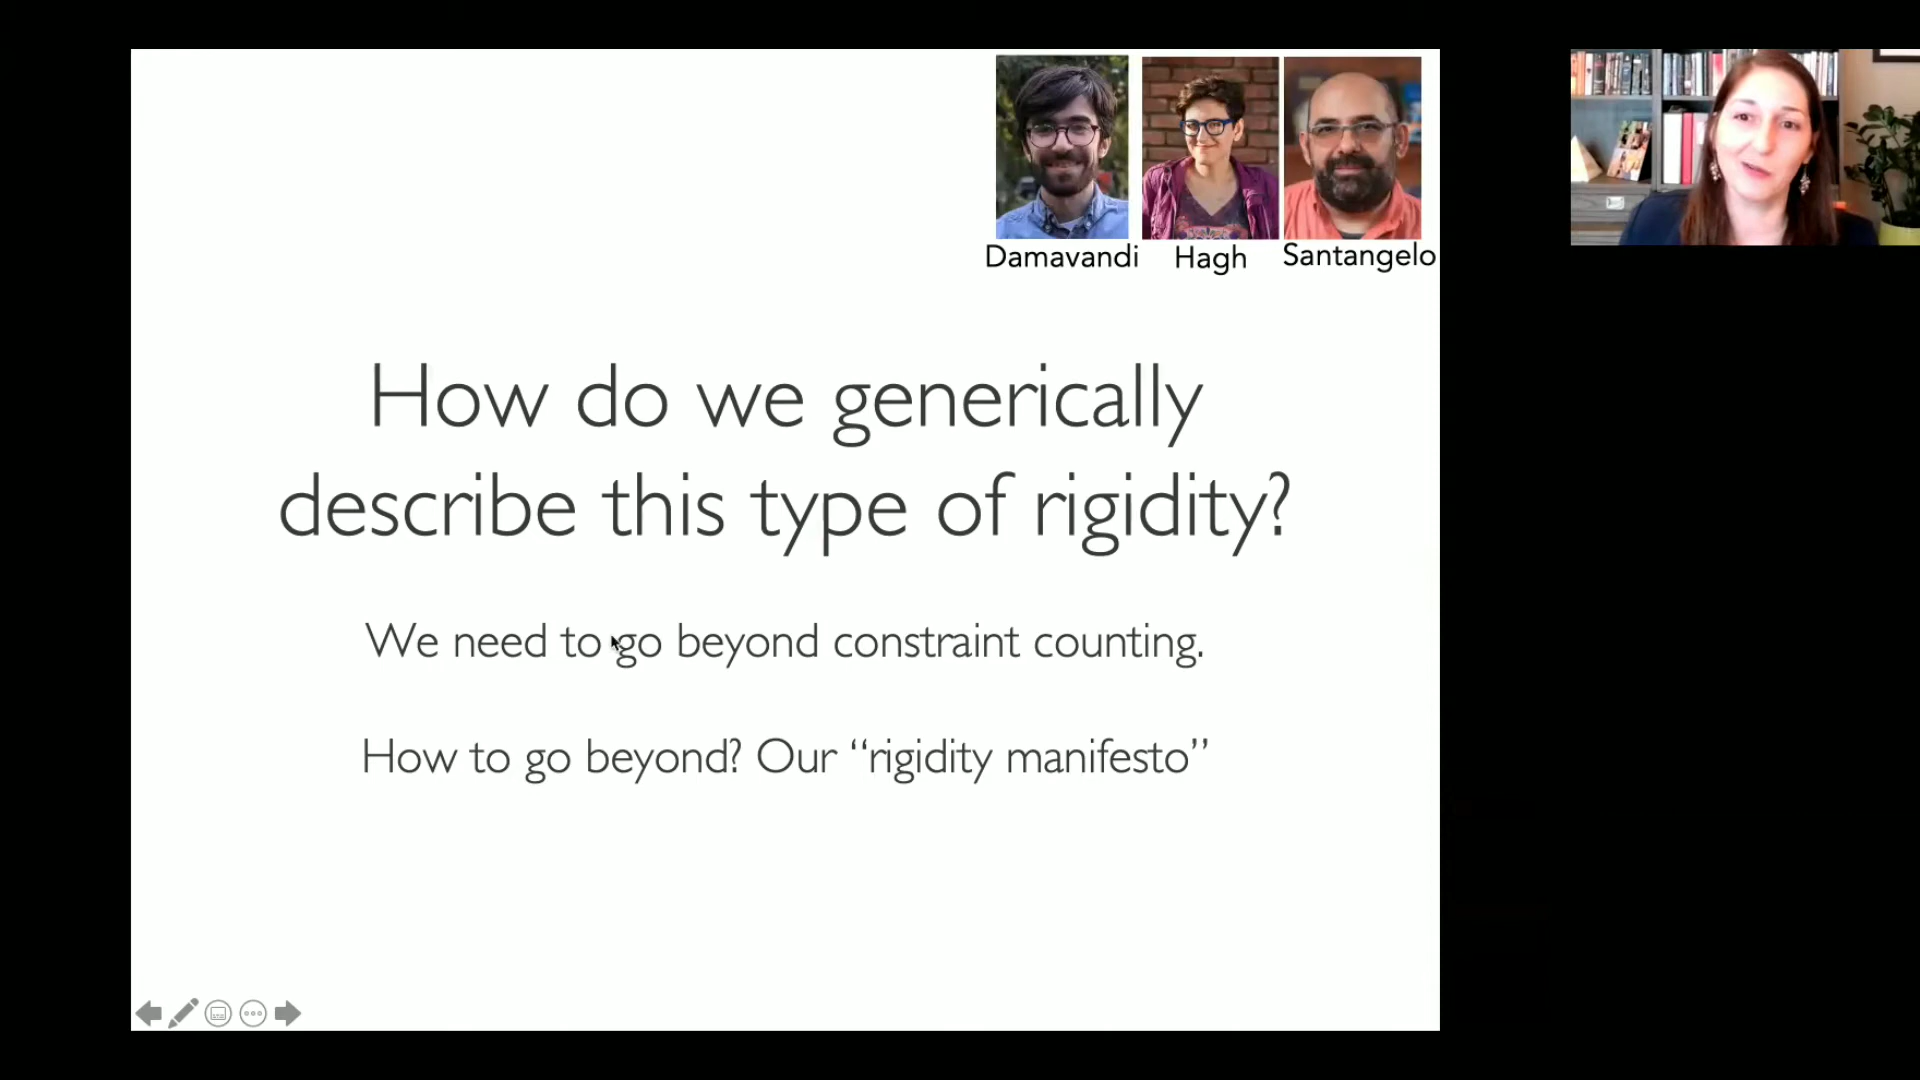 Damavandi Hagh Santangelo
How do we generically
describe this type of rigidity?
We need to go beyond constraint counting.
How to go beyond? Our “rigidity manifesto”